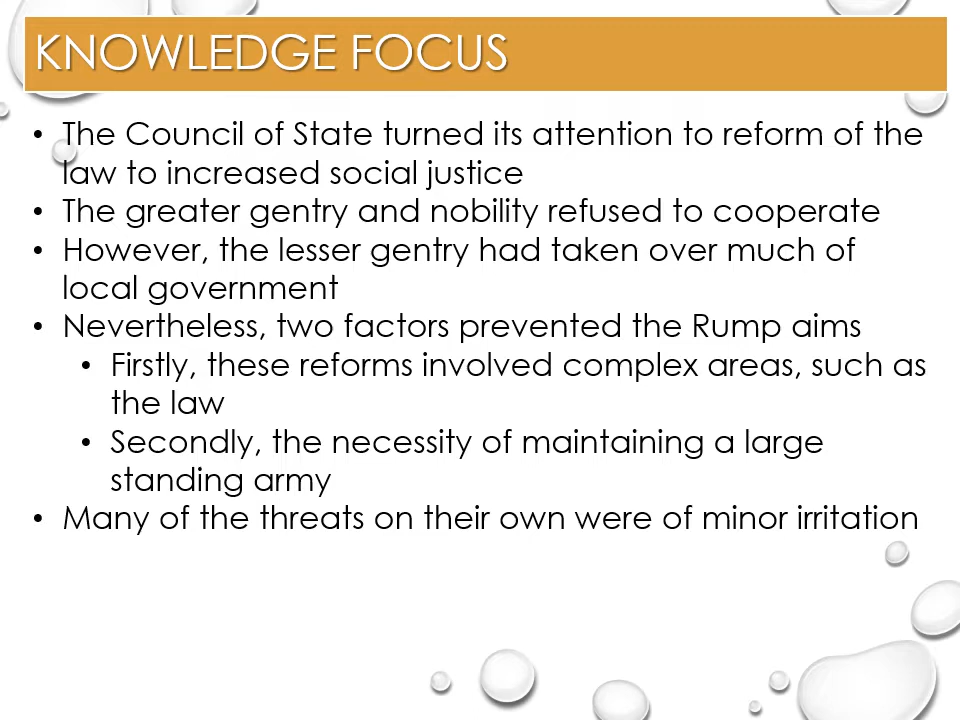 KNOWLEDGE FOCUS
• The Council of State turned its attention to reform of the
law to increased social justice
• The greater gentry and nobility refused to cooperate
• However, the lesser gentry had taken over much of
local government
• Nevertheless, two factors prevented the Rump aims
• Firstly, these reforms involved complex areas, such as
the law
• Secondly, the necessity of maintaining a large
standing army
• Many of the threats on their own were of minor irritation